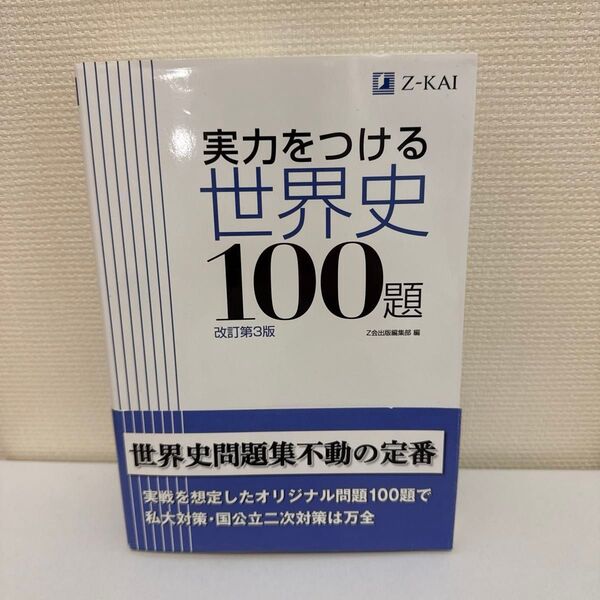 Z-KAI
実力をつける
世界史
100題
改訂第3版
Z会出版編集部 編
世界史問題集不動の定番
実戦を想定したオリジナル問題100題で
私大対策・国公立二次対策は万全